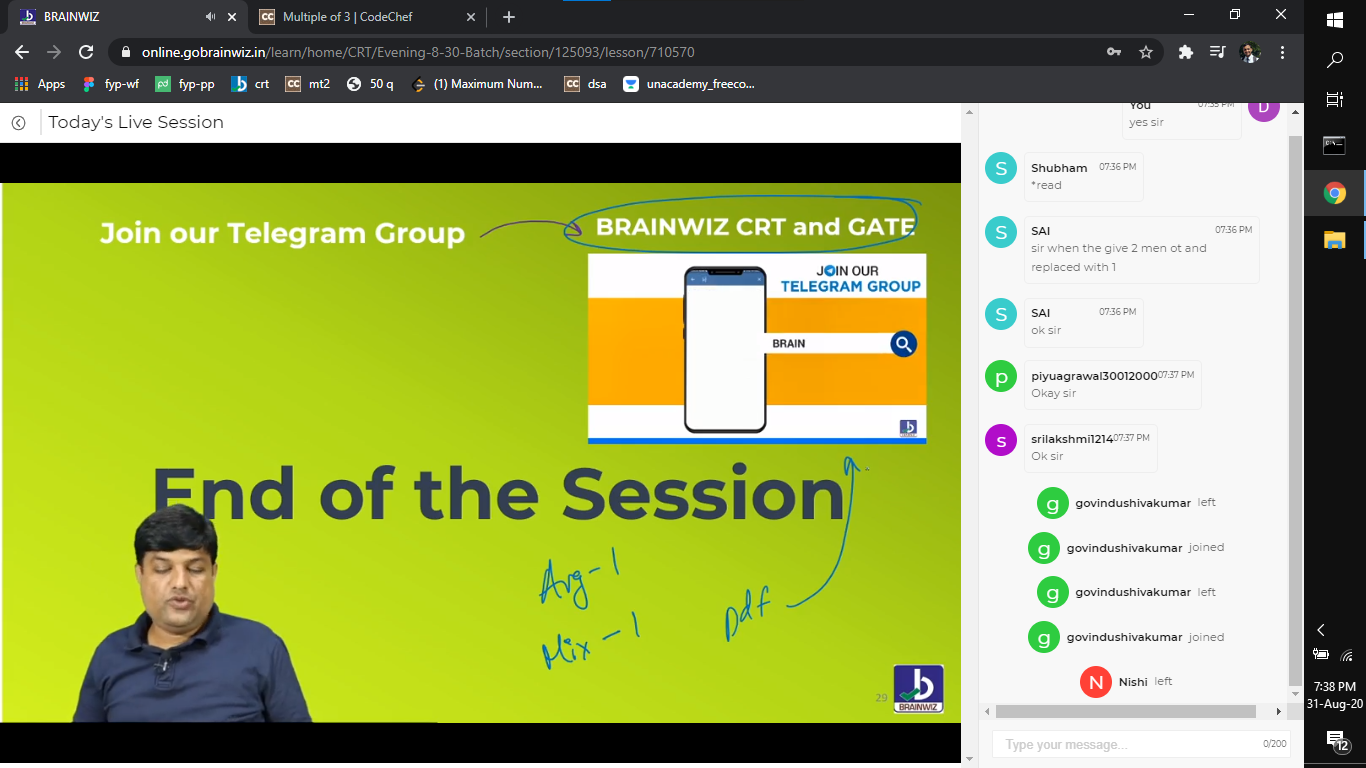 BRAINWIZ
Multiple of 3 | CodeChef
online.gobrainwiz.in/learn/home/CRT/Evening-8-30-Batch/section/125093/lesson/710570
Apps fyp-wf fyp-pp crt mt2 50 q (1) Maximum Num... dsa unacademy_freeco...
Today's Live Session
Join our Telegram Group
BRAINWIZ CRT and GATE
JOIN OUR
TELEGRAM GROUP
BRAIN
End of the Session
Avg - 1
Mix - 1
pdf
29
BRAINWIZ
You 07:35 PM
yes sir
D
S
Shubham 07:36 PM
*read
S
SAI 07:36 PM
sir when the give 2 men ot and
replaced with 1
S
SAI 07:36 PM
ok sir
p
piyuagrawal30012000 07:37 PM
Okay sir
s
srilakshmi1214 07:37 PM
Ok sir
g govindushivakumar left
g govindushivakumar joined
g govindushivakumar left
g govindushivakumar joined
N Nishi left
Type your message... 0/200
7:38 PM
31-Aug-20
12